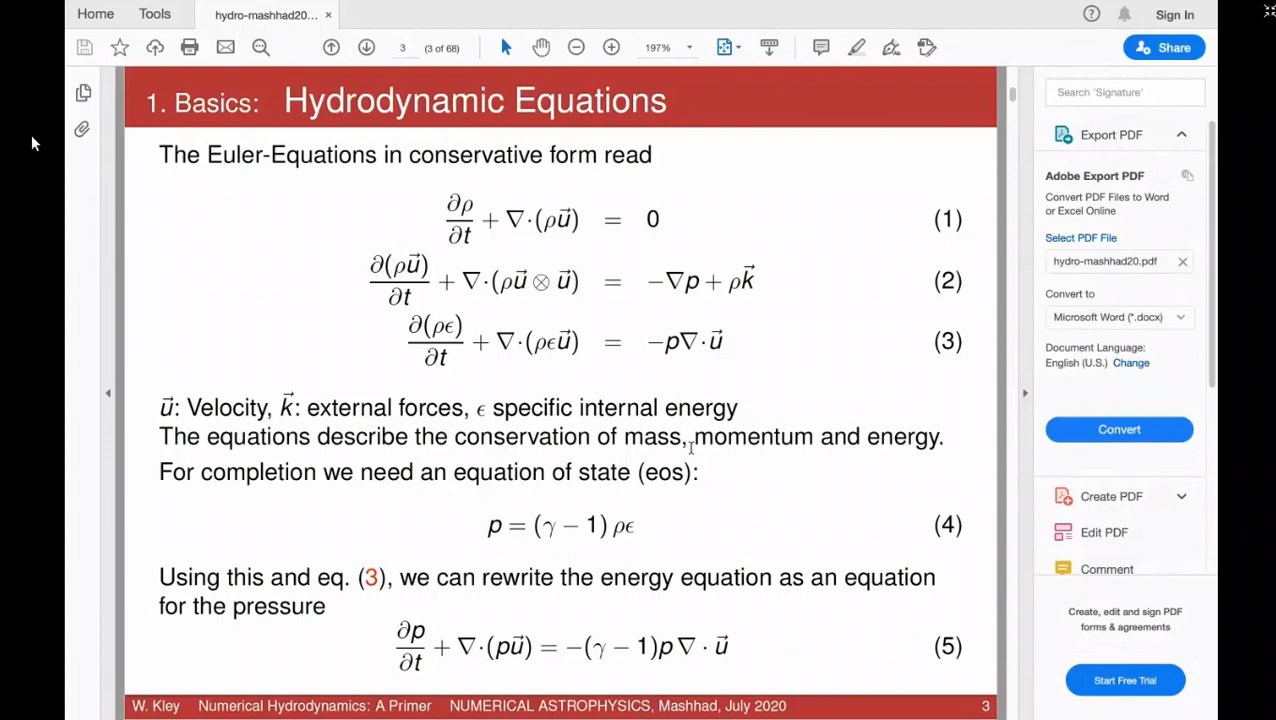 Home Tools hydro-mashhad20... × Sign In
3 (3 of 68) 197% Share
1. Basics: Hydrodynamic Equations
The Euler-Equations in conservative form read
∂ρ/∂t + ∇·(ρu⃗) = 0 (1)
∂(ρu⃗)/∂t + ∇·(ρu⃗ ⊗ u⃗) = −∇p + ρk⃗ (2)
∂(ρϵ)/∂t + ∇·(ρϵu⃗) = −p∇·u⃗ (3)
u⃗: Velocity, k⃗: external forces, ϵ specific internal energy
The equations describe the conservation of mass, momentum and energy.
For completion we need an equation of state (eos):
p = (γ − 1) ρϵ (4)
Using this and eq. (3), we can rewrite the energy equation as an equation
for the pressure
∂p/∂t + ∇·(pu⃗) = −(γ − 1)p∇ · u⃗ (5)
W. Kley Numerical Hydrodynamics: A Primer NUMERICAL ASTROPHYSICS, Mashhad, July 2020 3
Search 'Signature'
Export PDF
Adobe Export PDF
Convert PDF Files to Word
or Excel Online
Select PDF File
hydro-mashhad20.pdf ×
Convert to
Microsoft Word (*.docx)
Document Language:
English (U.S.) Change
Convert
Create PDF
Edit PDF
Comment
Create, edit and sign PDF
forms & agreements
Start Free Trial